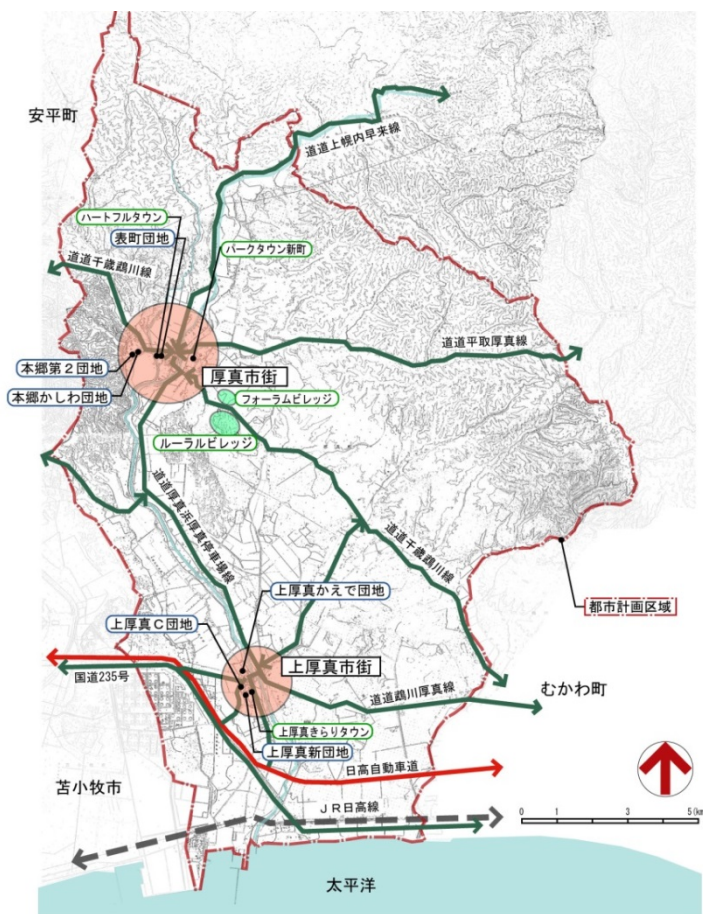 安平町
道道上幌内早来線
ハートフルタウン
表町団地
パークタウン新町
道道千歳鵡川線
道道平取厚真線
本郷第2団地
厚真市街
本郷かしわ団地
フォーラムビレッジ
ルーラルビレッジ
道道厚真浜厚真停車場線
道道千歳鵡川線
上厚真かえで団地
都市計画区域
上厚真C団地
上厚真市街
国道235号
道道鵡川厚真線
むかわ町
上厚真きらりタウン
上厚真新団地
日高自動車道
苫小牧市
JR日高線
0 1 3 5(km
太平洋